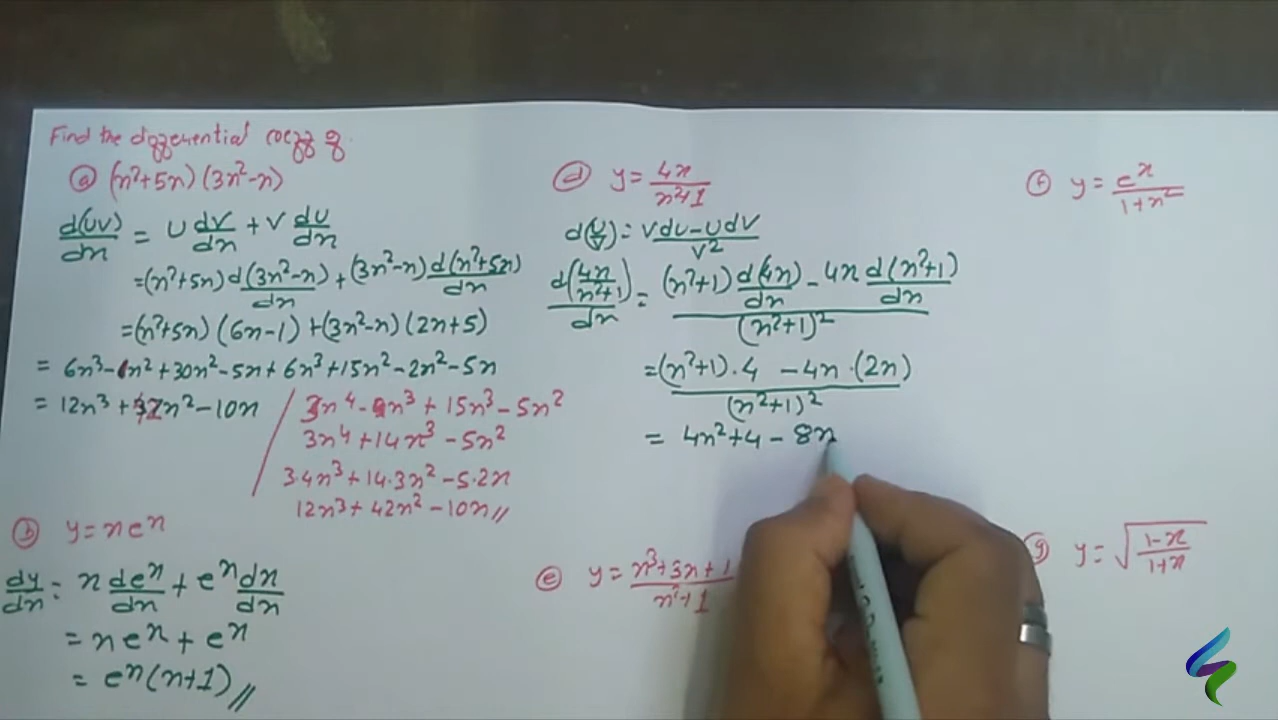 Find the differential coeff of.
(a) (x²+5x)(3x²-x)
d(uv)/dx = u dv/dx + v du/dx
=(x²+5x) d(3x²-x)/dx + (3x²-x) d(x²+5x)/dx
=(x²+5x)(6x-1)+(3x²-x)(2x+5)
= 6x³-x²+30x²-5x+6x³+15x²-2x²-5x
= 12x³+42x²-10x
3x⁴-x³+15x³-5x²
3x⁴+14x³-5x²
3·4x³+14·3x²-5·2x
12x³+42x²-10x//
(b) y=xeˣ
dy/dx = x deˣ/dx + eˣ dx/dx
= xeˣ+eˣ
= eˣ(x+1)//
(d) y= 4x/x²+1
d(u/v) = vdu-udv/v²
d(4x/x²+1)/dx = (x²+1) d(4x)/dx - 4x d(x²+1)/dx / (x²+1)²
=(x²+1)·4 -4x·(2x) / (x²+1)²
= 4x²+4-8x
(e) y= x³+3x+1/x²+1
(f) y= eˣ/1+x²
(g) y= √1-x/1+x